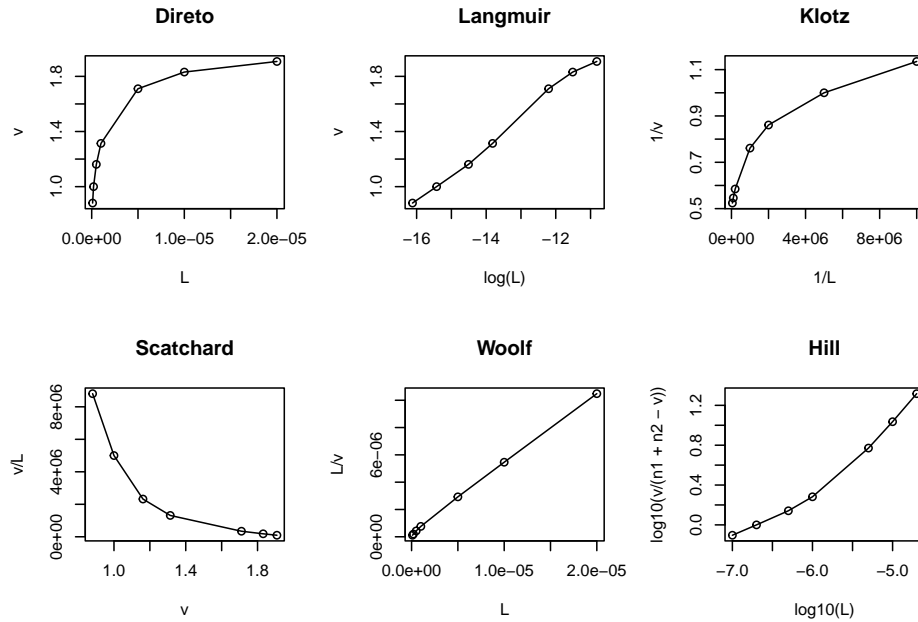 Direto
v
1.0 1.4 1.8
0.0e+00 1.0e−05 2.0e−05
L
Langmuir
v
1.0 1.4 1.8
−16 −14 −12
log(L)
Klotz
1/v
0.5 0.7 0.9 1.1
0e+00 4e+06 8e+06
1/L
Scatchard
v/L
0e+00 4e+06 8e+06
1.0 1.4 1.8
v
Woolf
L/v
0e+00 6e−06
0.0e+00 1.0e−05 2.0e−05
L
Hill
log10(v/(n1 + n2 − v))
0.0 0.4 0.8 1.2
−7.0 −6.0 −5.0
log10(L)